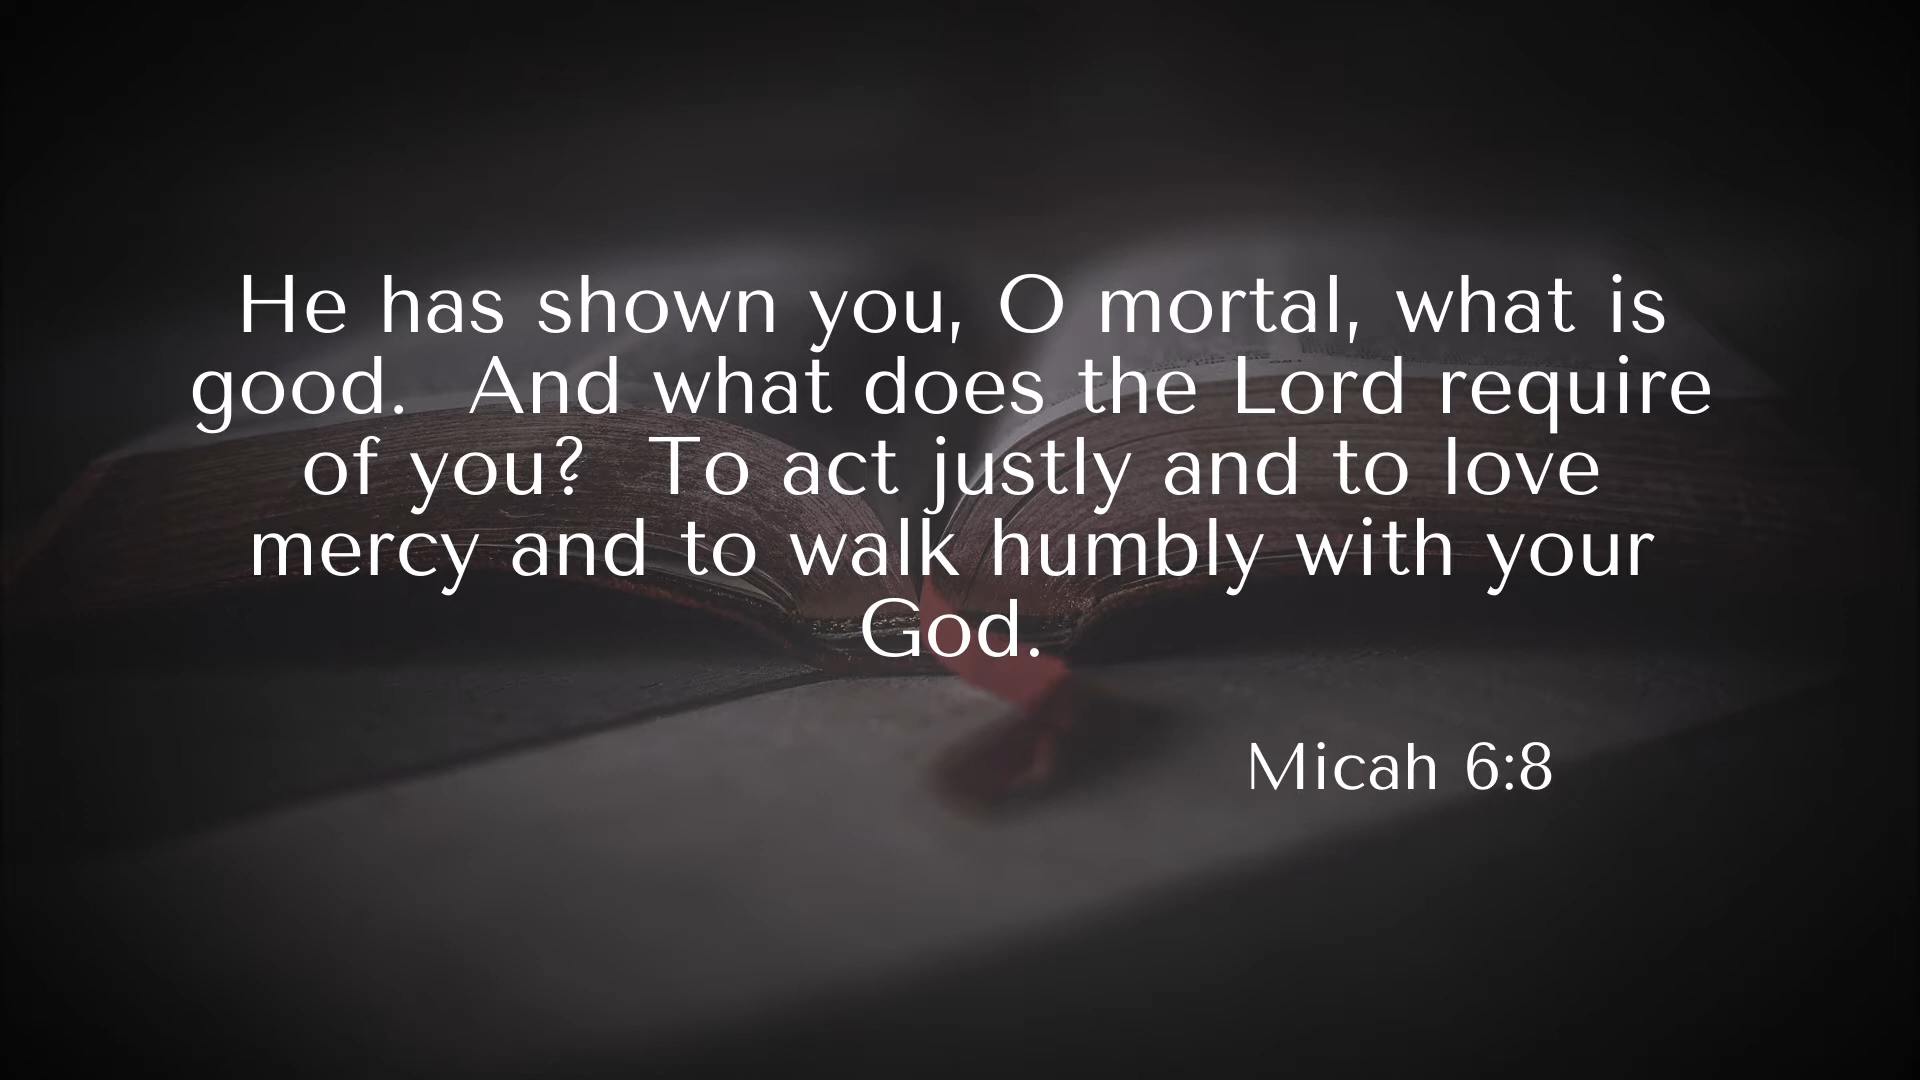 He has shown you, O mortal, what is
good.  And what does the Lord require
of you?  To act justly and to love
mercy and to walk humbly with your
God.
Micah 6:8